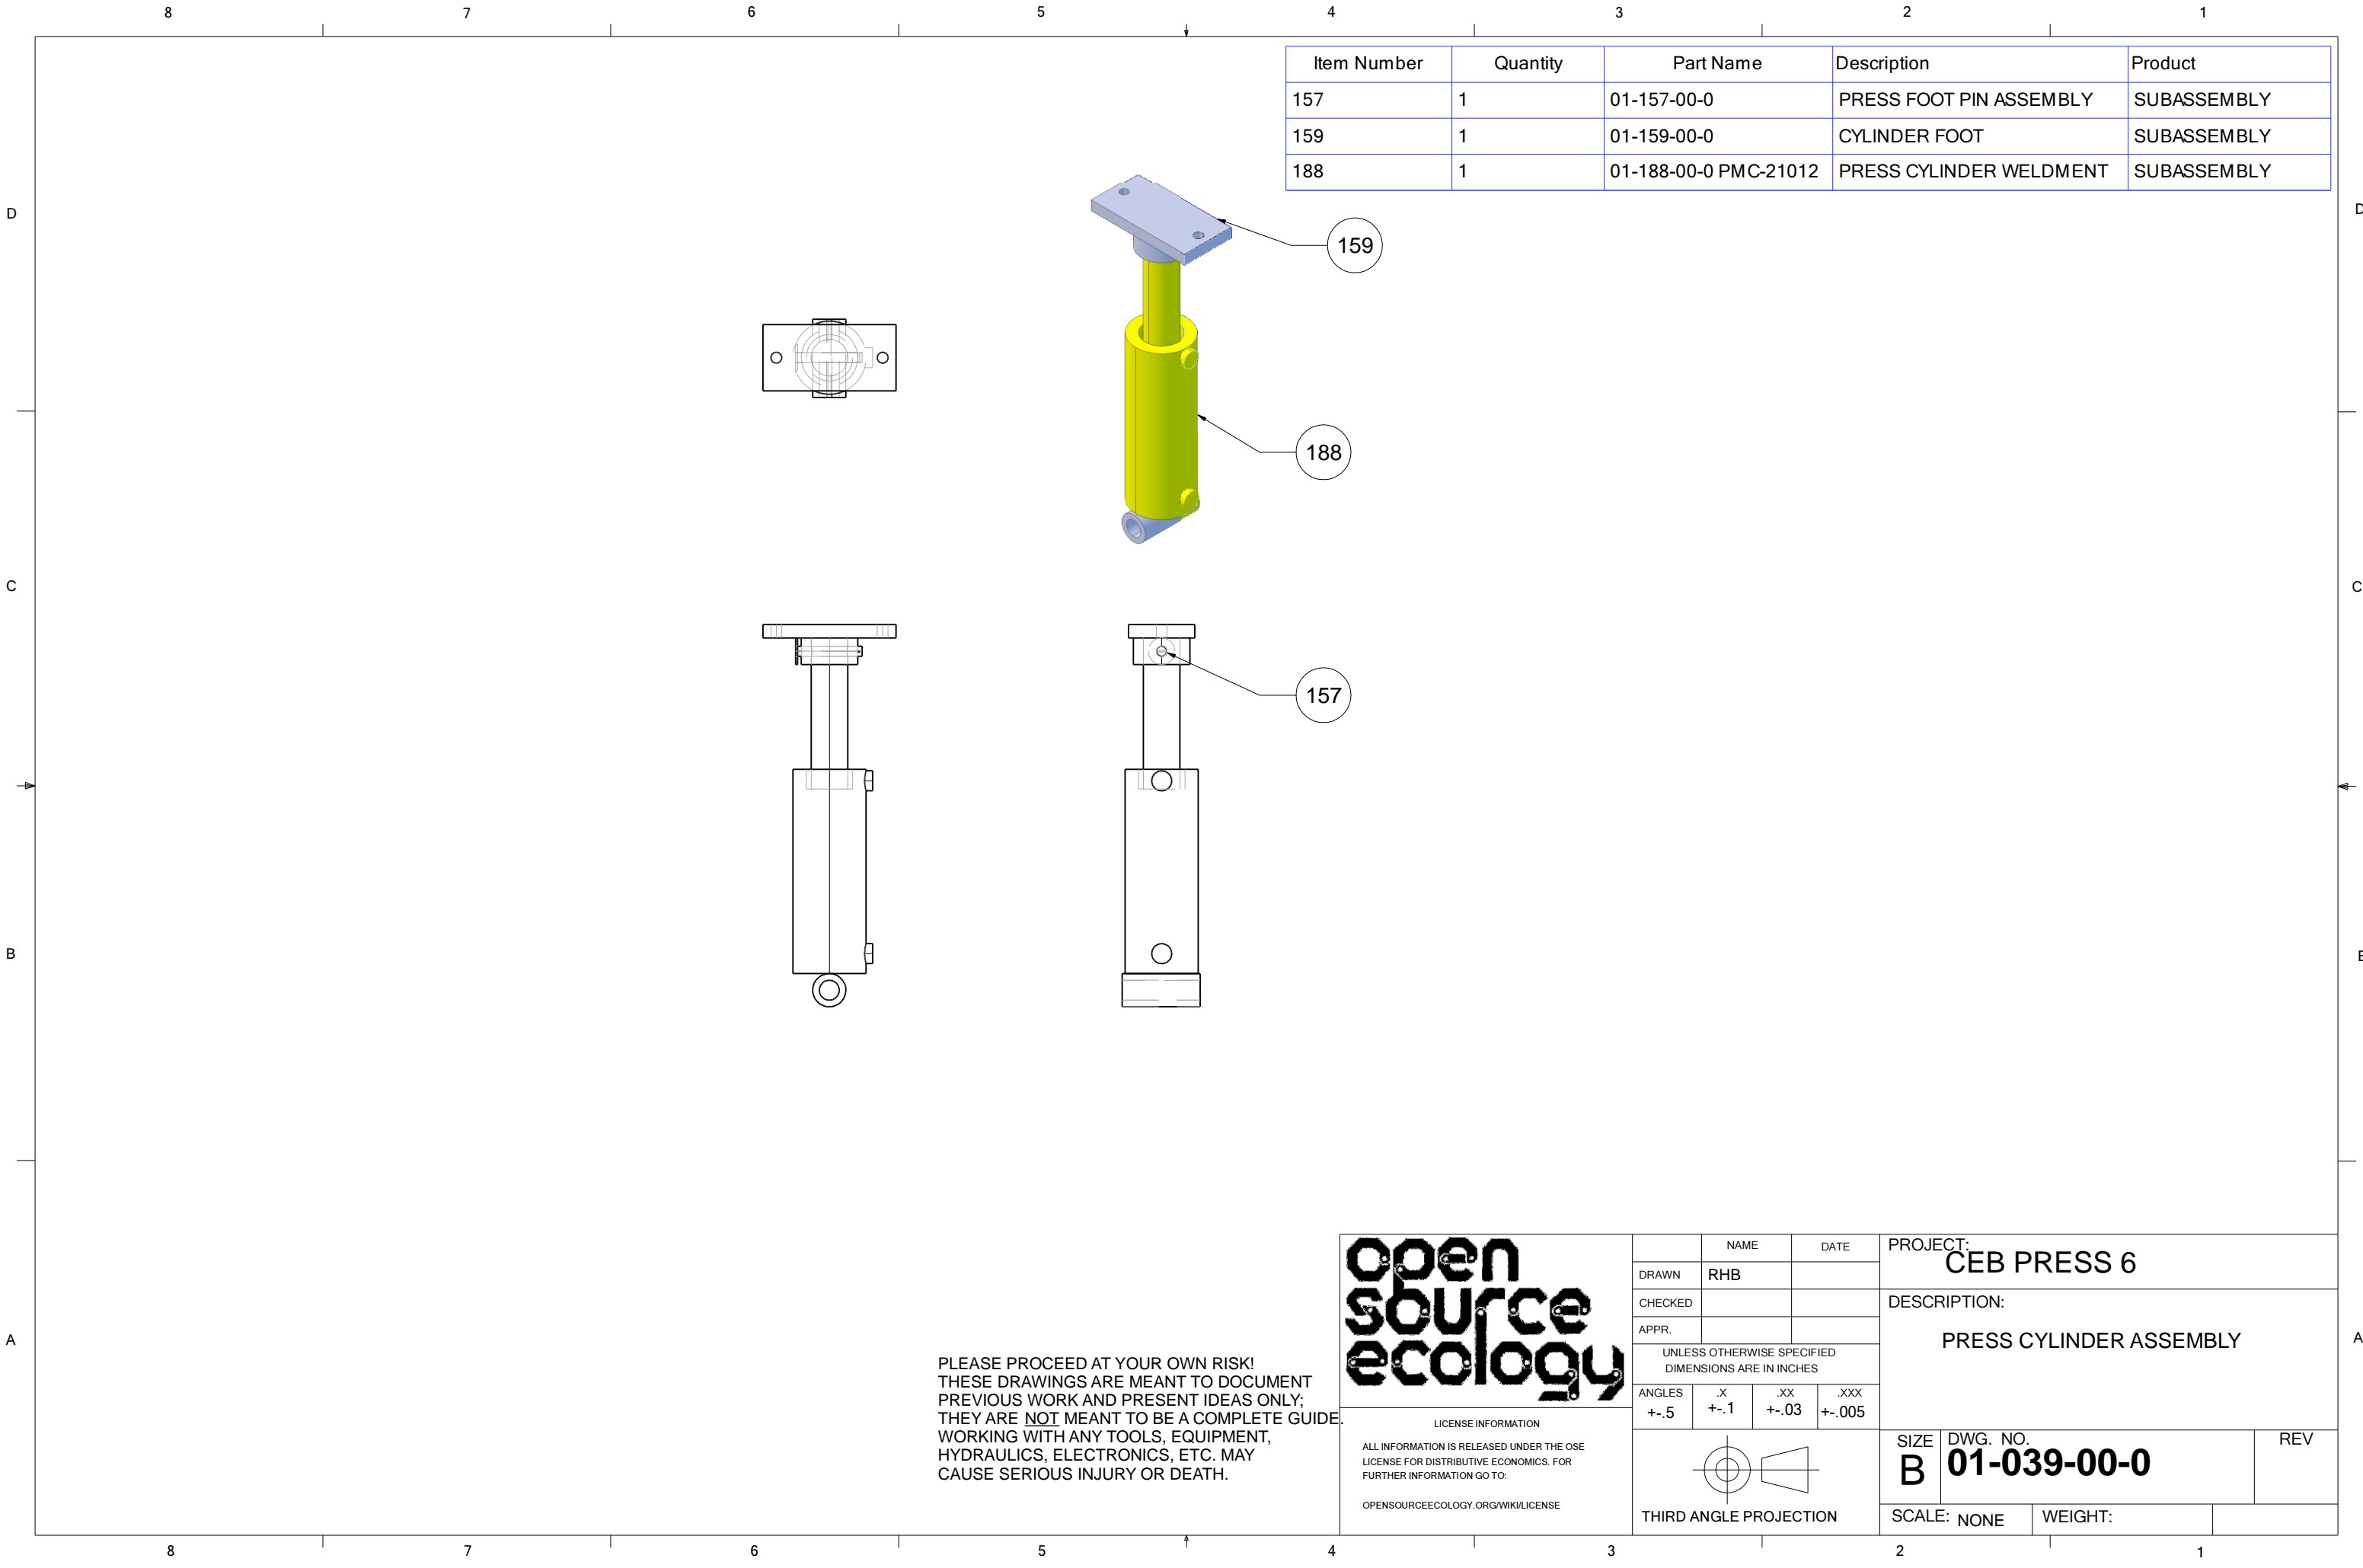 8 7 6 5 4 3 2 1
Item Number Quantity Part Name Description Product
157 1 01-157-00-0 PRESS FOOT PIN ASSEMBLY SUBASSEMBLY
159 1 01-159-00-0 CYLINDER FOOT SUBASSEMBLY
188 1 01-188-00-0 PMC-21012 PRESS CYLINDER WELDMENT SUBASSEMBLY
D D
159
188
C C
157
B B
A A
PLEASE PROCEED AT YOUR OWN RISK!
THESE DRAWINGS ARE MEANT TO DOCUMENT
PREVIOUS WORK AND PRESENT IDEAS ONLY;
THEY ARE NOT MEANT TO BE A COMPLETE GUIDE.
WORKING WITH ANY TOOLS, EQUIPMENT,
HYDRAULICS, ELECTRONICS, ETC. MAY
CAUSE SERIOUS INJURY OR DEATH.
open
source
ecology
LICENSE INFORMATION
ALL INFORMATION IS RELEASED UNDER THE OSE
LICENSE FOR DISTRIBUTIVE ECONOMICS. FOR
FURTHER INFORMATION GO TO:
OPENSOURCEECOLOGY.ORG/WIKI/LICENSE
NAME DATE
DRAWN RHB
CHECKED
APPR.
UNLESS OTHERWISE SPECIFIED
DIMENSIONS ARE IN INCHES
ANGLES .X .XX .XXX
+-.5 +-.1 +-.03 +-.005
THIRD ANGLE PROJECTION
PROJECT:
CEB PRESS 6
DESCRIPTION:
PRESS CYLINDER ASSEMBLY
SIZE DWG. NO. REV
B 01-039-00-0
SCALE: NONE WEIGHT:
8 7 6 5 4 3 2 1